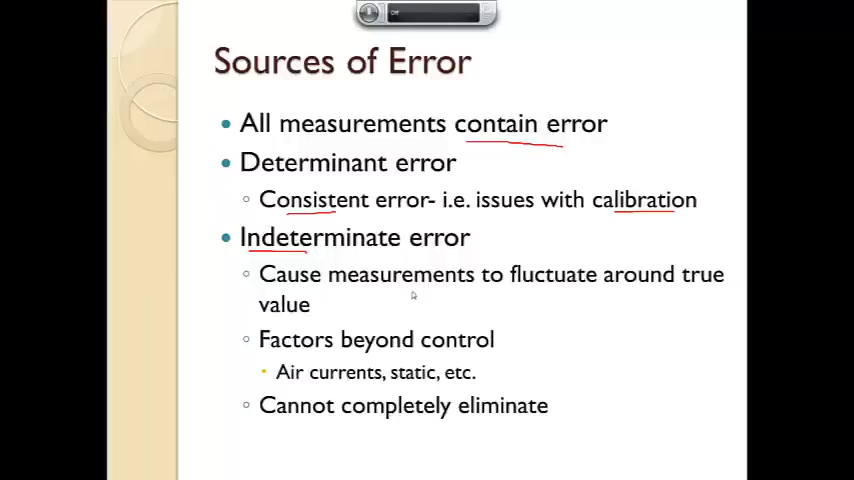 Off
Sources of Error
All measurements contain error
Determinant error
Consistent error- i.e. issues with calibration
Indeterminate error
Cause measurements to fluctuate around true
value
Factors beyond control
Air currents, static, etc.
Cannot completely eliminate